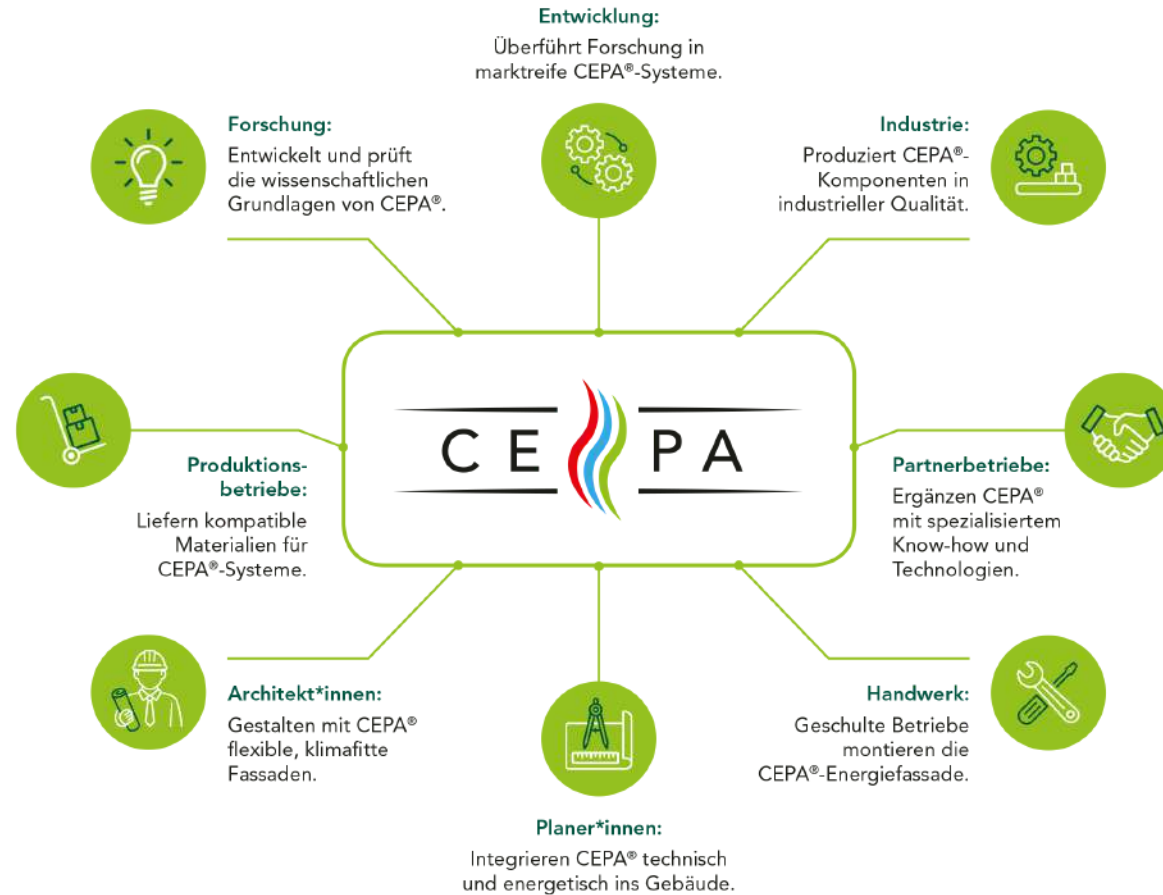 Entwicklung:
Überführt Forschung in
marktreife CEPA®-Systeme.
Forschung:
Entwickelt und prüft
die wissenschaftlichen
Grundlagen von CEPA®.
Industrie:
Produziert CEPA®-
Komponenten in
industrieller Qualität.
CE PA
Produktions-
betriebe:
Liefern kompatible
Materialien für
CEPA®-Systeme.
Partnerbetriebe:
Ergänzen CEPA®
mit spezialisiertem
Know-how und
Technologien.
Architekt*innen:
Gestalten mit CEPA®
flexible, klimafitte
Fassaden.
Handwerk:
Geschulte Betriebe
montieren die
CEPA®-Energiefassade.
Planer*innen:
Integrieren CEPA® technisch
und energetisch ins Gebäude.